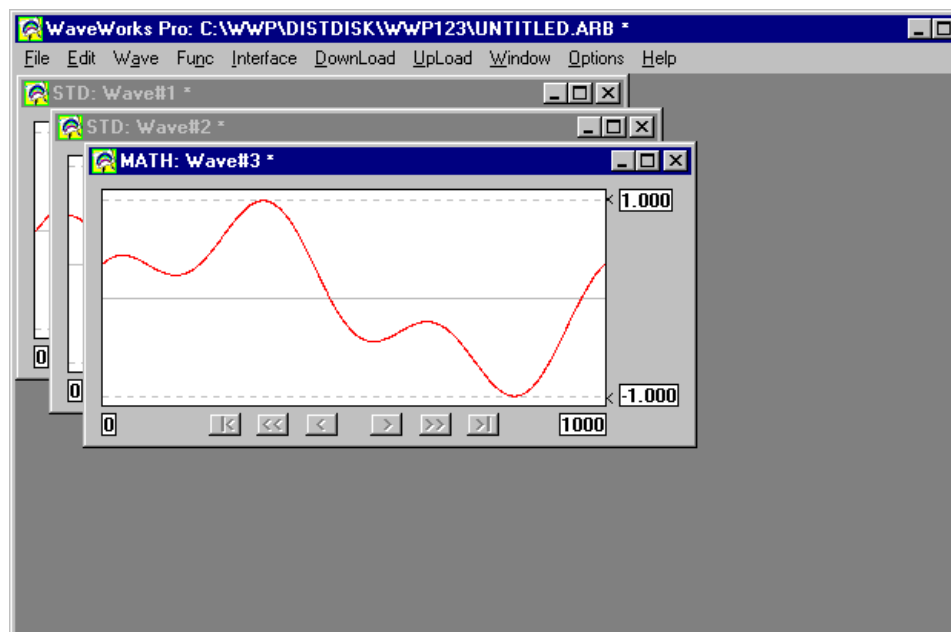 WaveWorks Pro: C:\WWP\DISTDISK\WWP123\UNTITLED.ARB *
File Edit Wave Func Interface DownLoad UpLoad Window Options Help
STD: Wave#1 *
STD: Wave#2 *
MATH: Wave#3 *
1.000
-1.000
0
0
0 |< << < > >> >| 1000